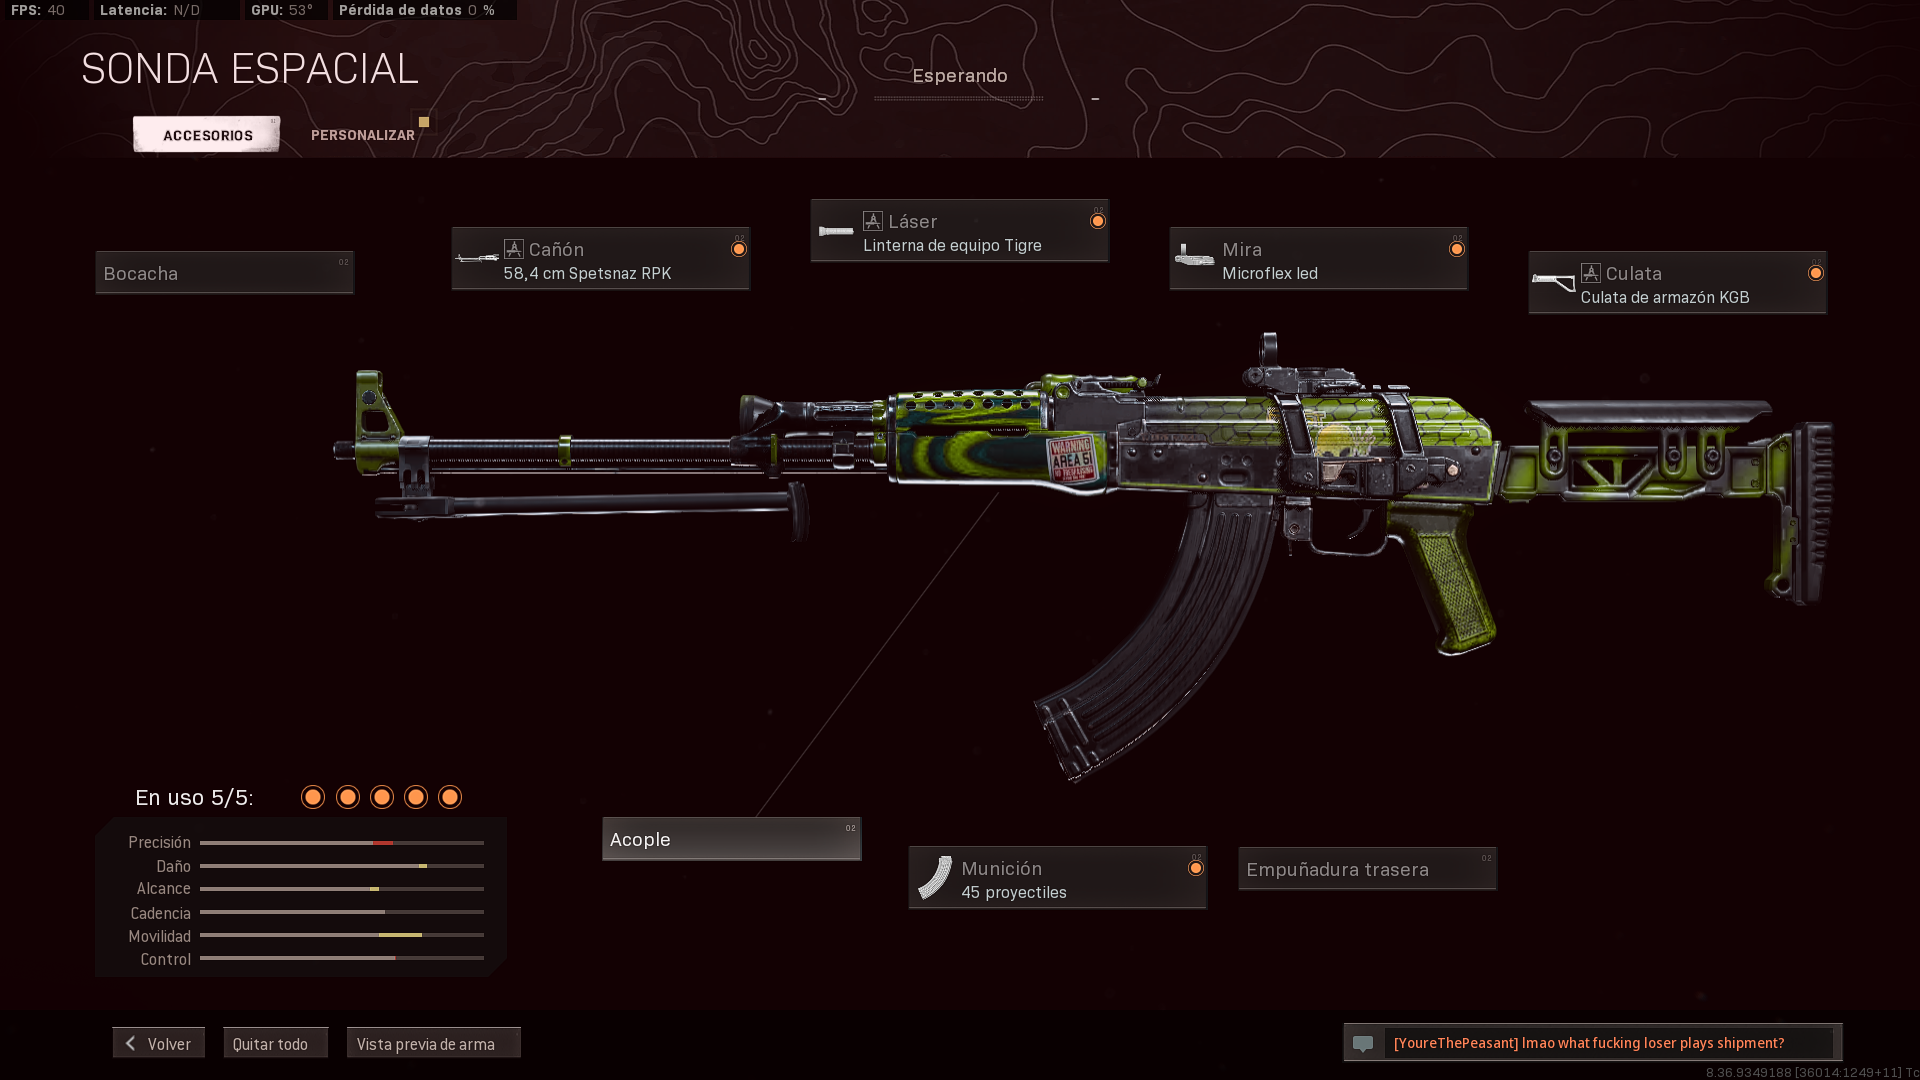 FPS: 40 Latencia: N/D GPU: 53° Pérdida de datos 0 %
SONDA ESPACIAL
Esperando
ACCESORIOS
PERSONALIZAR
Bocacha
Cañón
58,4 cm Spetsnaz RPK
Láser
Linterna de equipo Tigre
Mira
Microflex led
Culata
Culata de armazón KGB
WARNING
AREA 51
En uso 5/5:
Precisión
Daño
Alcance
Cadencia
Movilidad
Control
Acople
Munición
45 proyectiles
Empuñadura trasera
Volver
Quitar todo
Vista previa de arma
[YoureThePeasant] lmao what fucking loser plays shipment?
8.36.9349188 [36014:1249+11] Tc